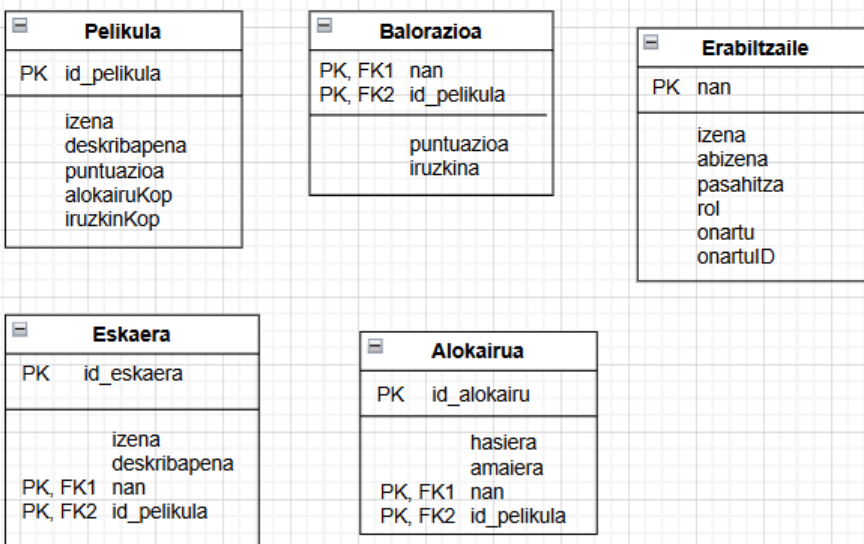 Pelikula
PK id_pelikula
izena
deskribapena
puntuazioa
alokairuKop
iruzkinKop
Balorazioa
PK, FK1 nan
PK, FK2 id_pelikula
puntuazioa
iruzkina
Erabiltzaile
PK nan
izena
abizena
pasahitza
rol
onartu
onartuID
Eskaera
PK id_eskaera
izena
deskribapena
PK, FK1 nan
PK, FK2 id_pelikula
Alokairua
PK id_alokairu
hasiera
amaiera
PK, FK1 nan
PK, FK2 id_pelikula